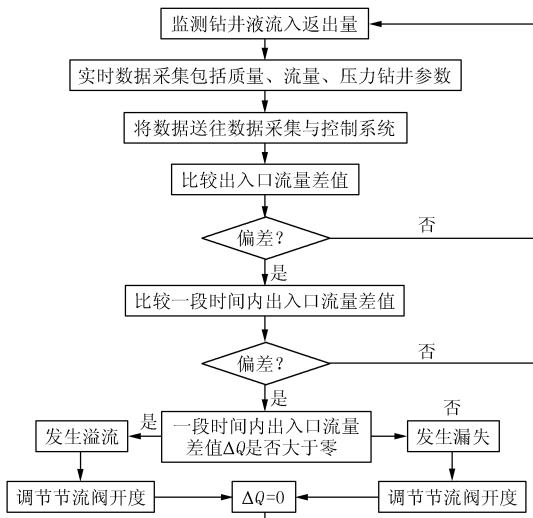 监测钻井液流入返出量
实时数据采集包括质量、流量、压力钻井参数
将数据送往数据采集与控制系统
比较出入口流量差值
偏差？
否
是
比较一段时间内出入口流量差值
偏差？
否
是
是
一段时间内出入口流量
差值ΔQ是否大于零
否
发生溢流
发生漏失
调节节流阀开度
ΔQ=0
调节节流阀开度